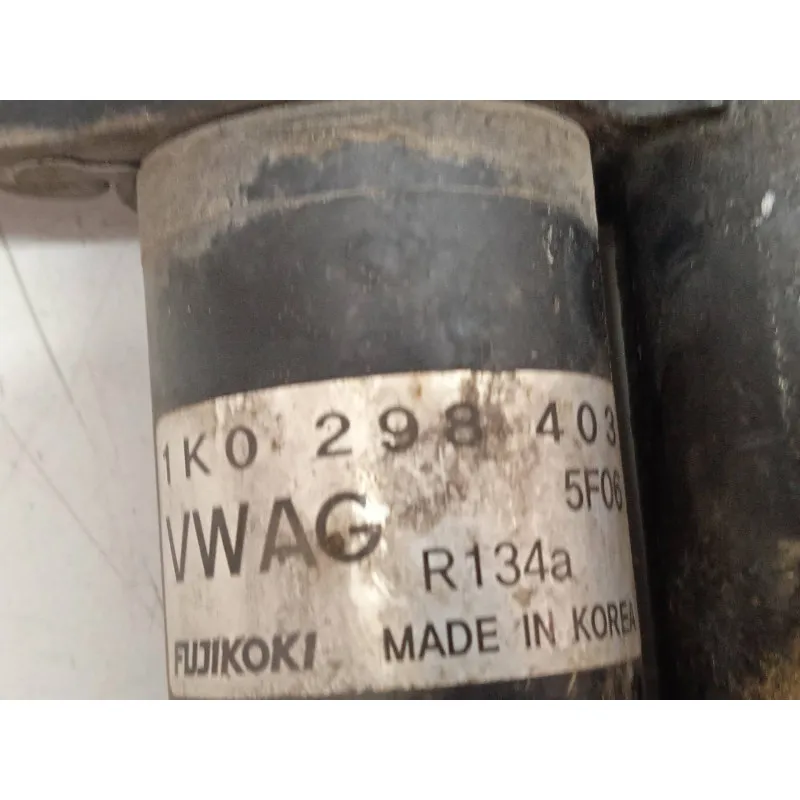 1K0 298 403
5F06
VWAG
R134a
FUJIKOKI MADE IN KOREA